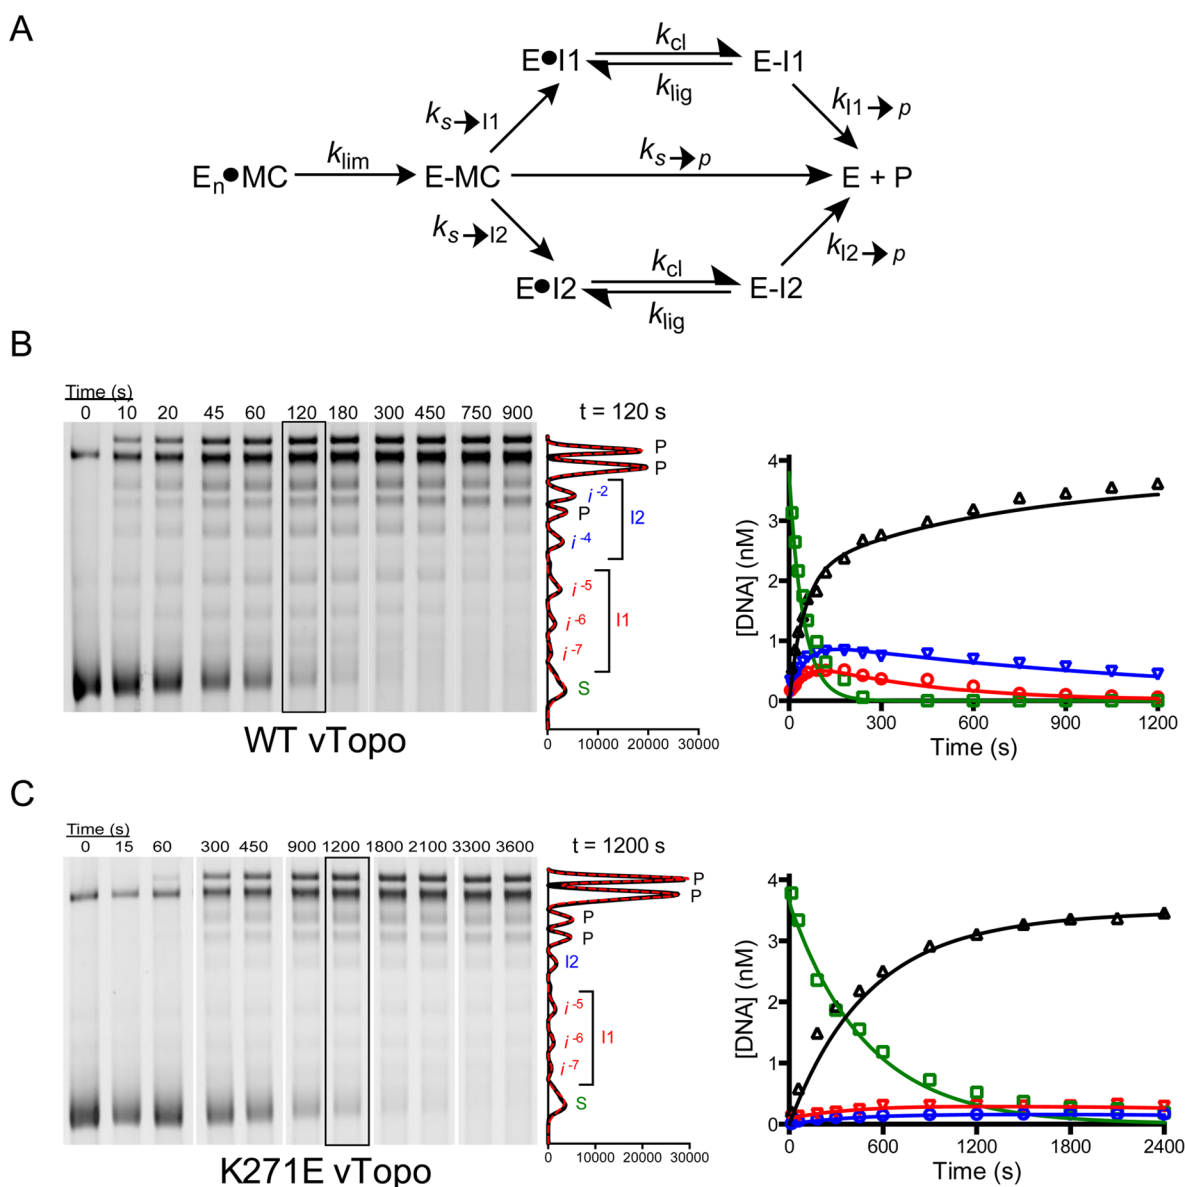 A
E●I1 kcl klig E-I1
ks→I1 kI1→p
En●MC klim E-MC ks→p E + P
ks→I2 kI2→p
E●I2 kcl klig E-I2
B
Time (s)
0 10 20 45 60 120 180 300 450 750 900
t = 120 s
P
P
i-2
P
i-4
I2
i-5
i-6
i-7
I1
S
0 10000 20000 30000
WT vTopo
[DNA] (nM)
4
3
2
1
0
0 300 600 900 1200
Time (s)
C
Time (s)
0 15 60 300 450 900 1200 1800 2100 3300 3600
t = 1200 s
P
P
P
P
I2
i-5
i-6
i-7
I1
S
0 10000 20000 30000
K271E vTopo
[DNA] (nM)
4
3
2
1
0
0 600 1200 1800 2400
Time (s)